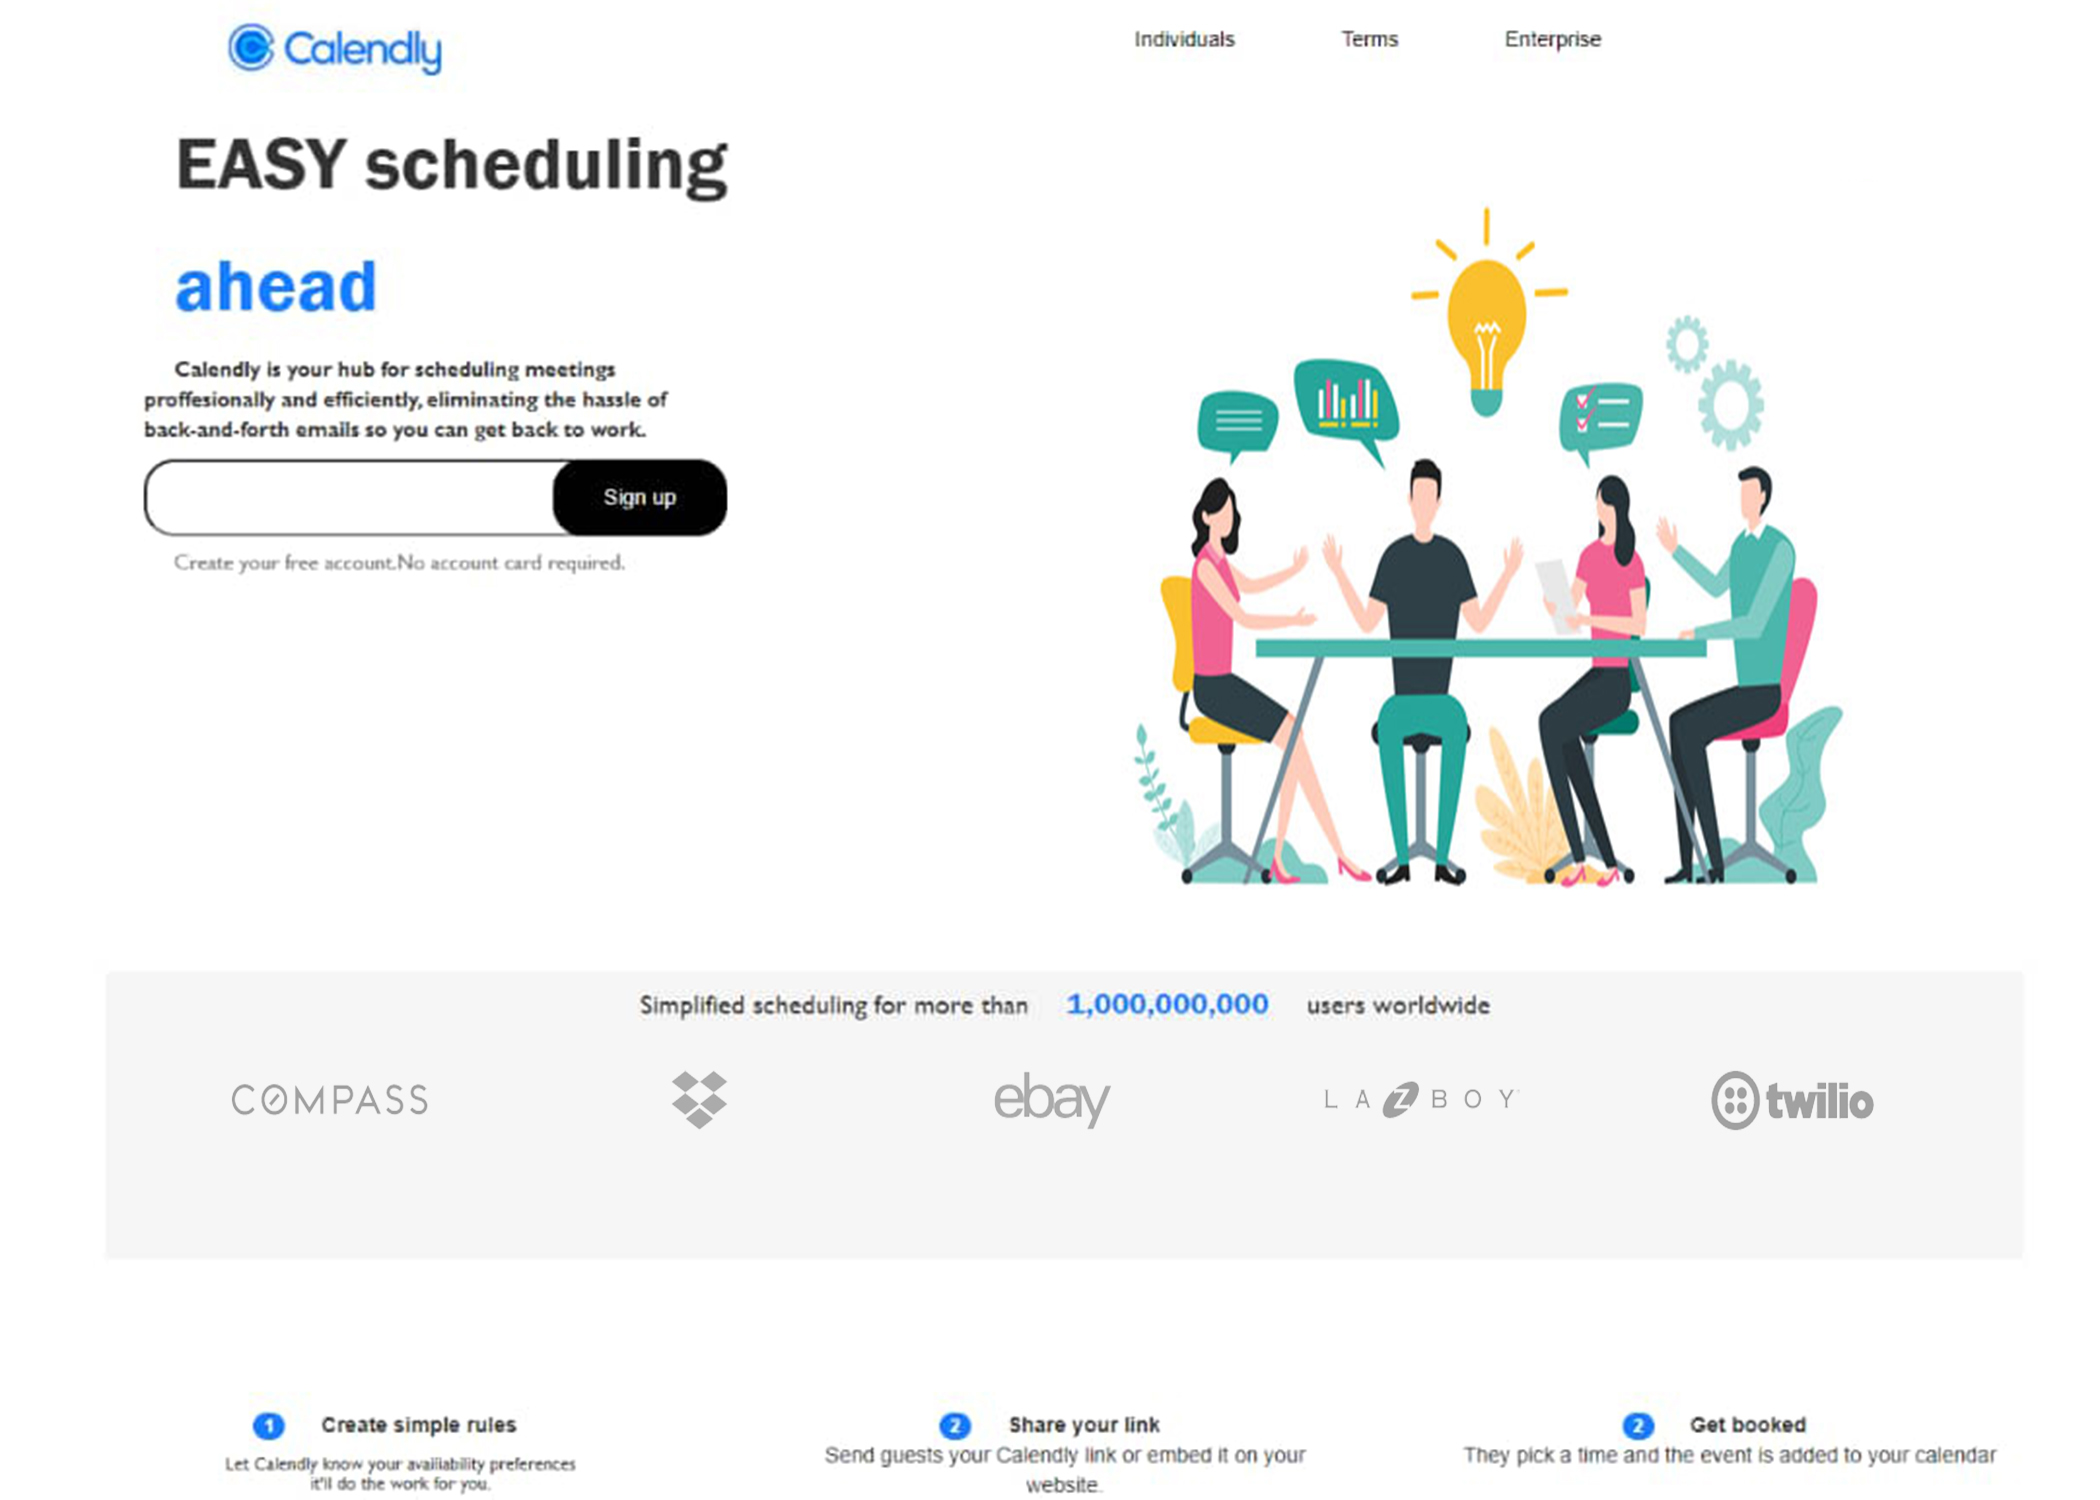 Calendly
Individuals Terms Enterprise
EASY scheduling
ahead
Calendly is your hub for scheduling meetings
proffesionally and efficiently, eliminating the hassle of
back-and-forth emails so you can get back to work.
Sign up
Create your free account.No account card required.
Simplified scheduling for more than 1,000,000,000 users worldwide
COMPASS ebay LA Z BOY twilio
1 Create simple rules
Let Calendly know your availiability preferences
it'll do the work for you.
2 Share your link
Send guests your Calendly link or embed it on your
website.
2 Get booked
They pick a time and the event is added to your calendar